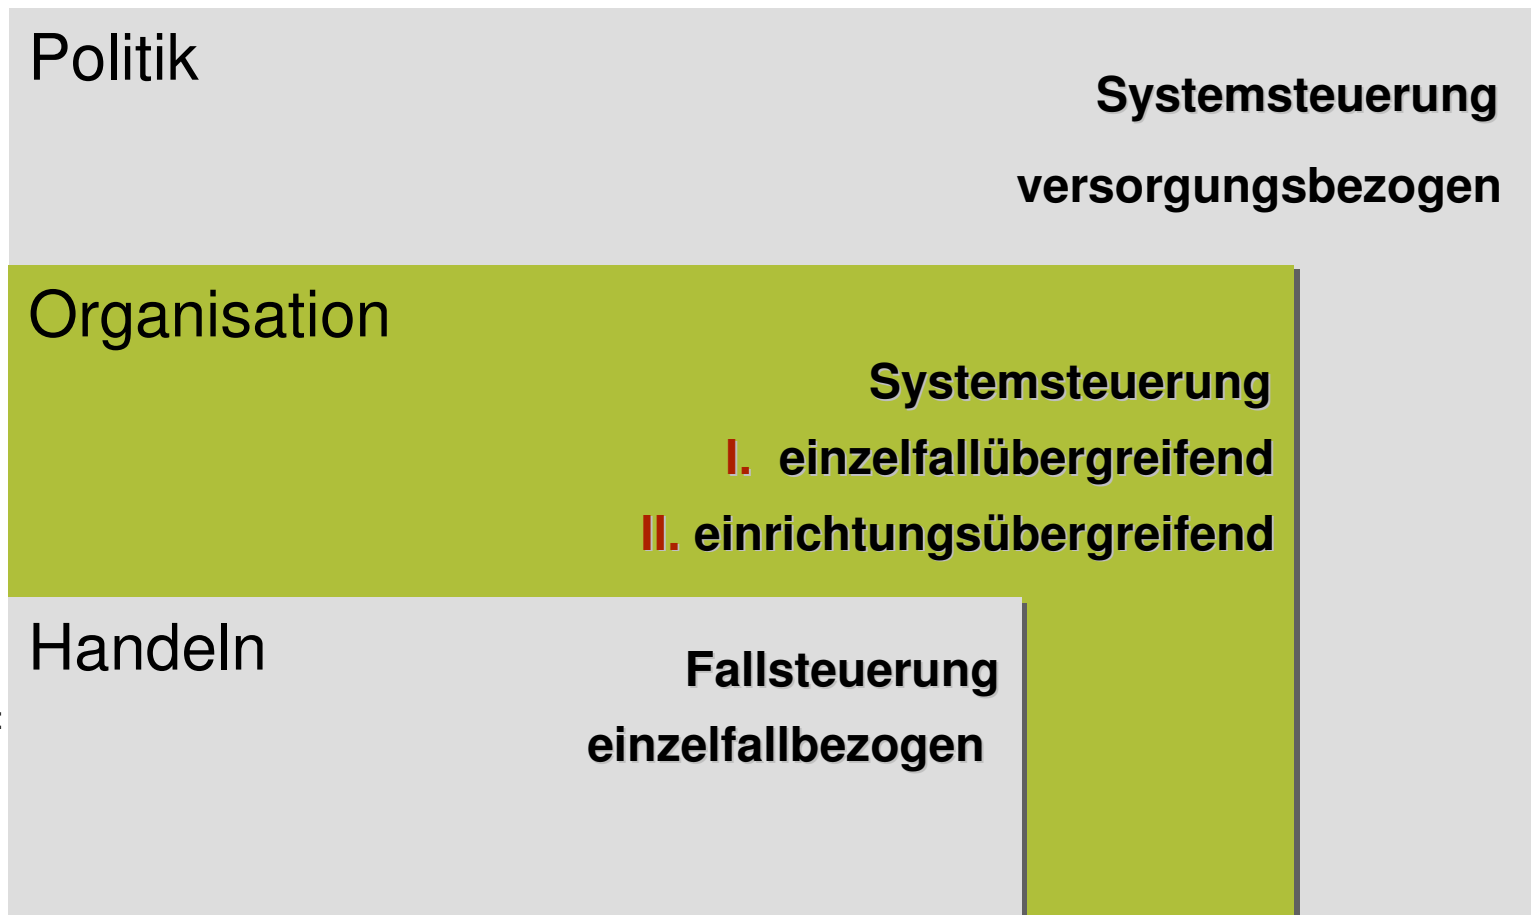 Politik
Systemsteuerung
versorgungsbezogen
Organisation
Systemsteuerung
I. einzelfallübergreifend
II. einrichtungsübergreifend
Handeln
Fallsteuerung
einzelfallbezogen